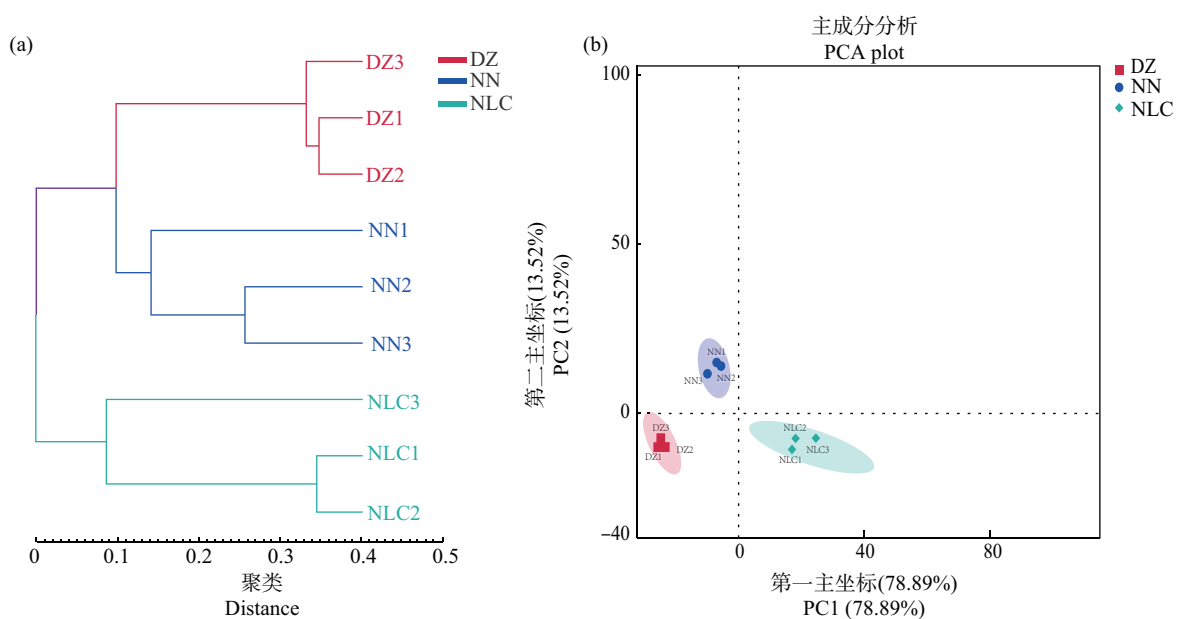 (a)
DZ3
DZ1
DZ2
NN1
NN2
NN3
NLC3
NLC1
NLC2
DZ
NN
NLC
0
0.1
0.2
0.3
0.4
0.5
聚类
Distance
(b)
主成分分析
PCA plot
DZ
NN
NLC
100
50
0
−40
第二主坐标(13.52%)
PC2 (13.52%)
NN1
NN3
NN2
DZ3
DZ1
DZ2
NLC2
NLC1
NLC3
0
40
80
第一主坐标(78.89%)
PC1 (78.89%)